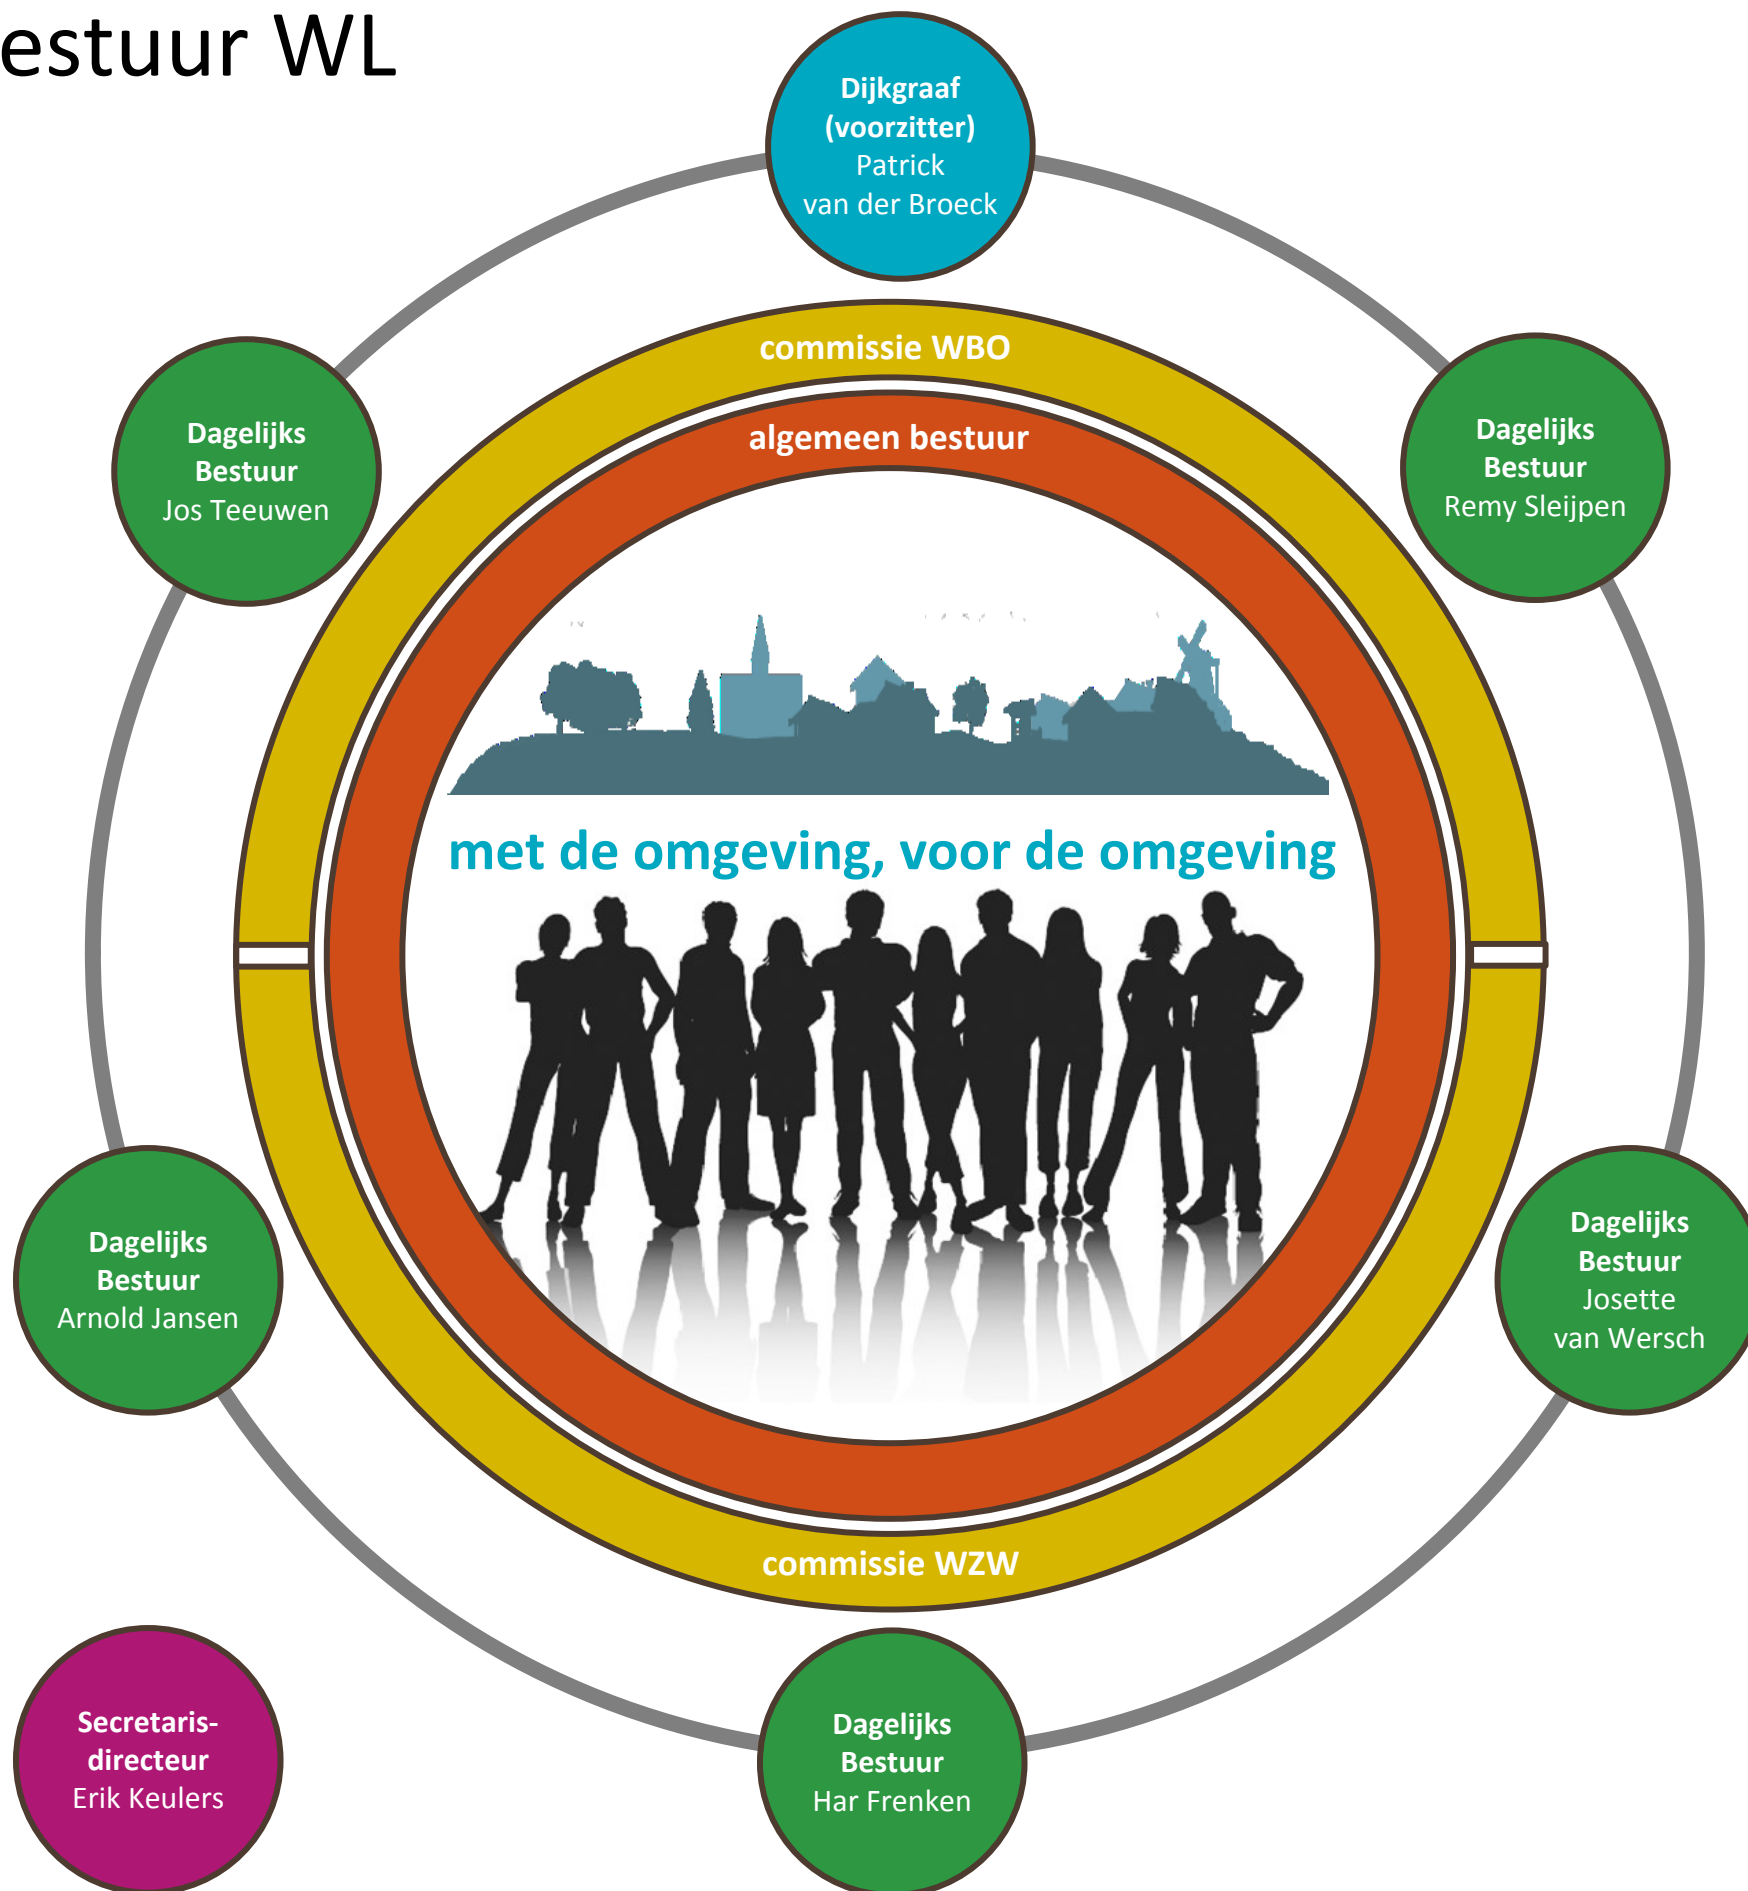 estuur WL
Dijkgraaf
(voorzitter)
Patrick
van der Broeck
commissie WBO
algemeen bestuur
Dagelijks
Bestuur
Jos Teeuwen
Dagelijks
Bestuur
Remy Sleijpen
met de omgeving, voor de omgeving
Dagelijks
Bestuur
Arnold Jansen
Dagelijks
Bestuur
Josette
van Wersch
commissie WZW
Secretaris-
directeur
Erik Keulers
Dagelijks
Bestuur
Har Frenken